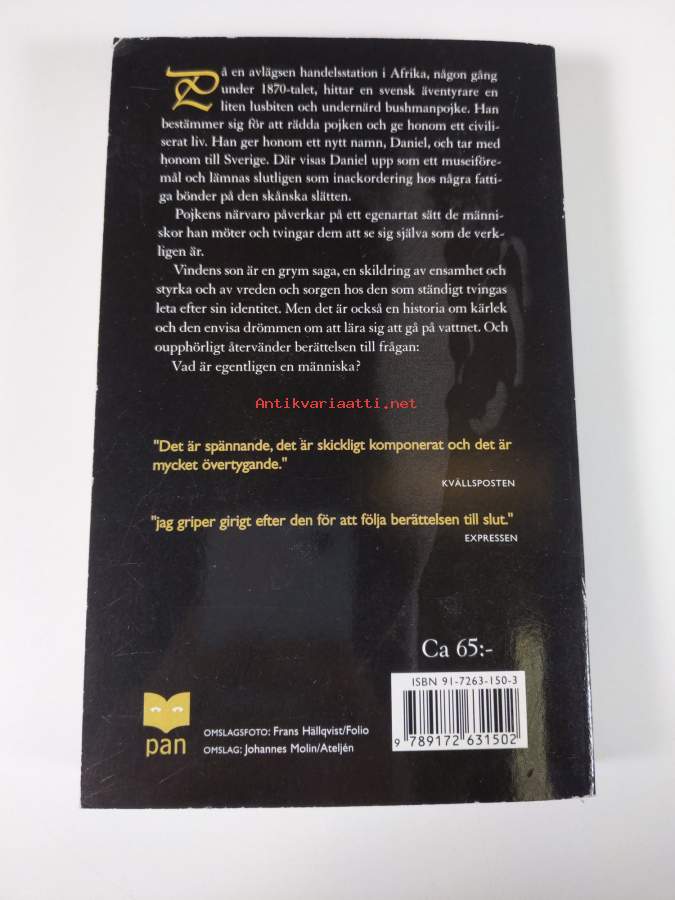 På en avlägsen handelsstation i Afrika, någon gång
under 1870-talet, hittar en svensk äventyrare en
liten lusbiten och undernärd bushmanpojke. Han
bestämmer sig för att rädda pojken och ge honom ett civili-
serat liv. Han ger honom ett nytt namn, Daniel, och tar med
honom till Sverige. Där visas Daniel upp som ett museiföre-
mål och lämnas slutligen som inackordering hos några fatti-
ga bönder på den skånska slätten.
Pojkens närvaro påverkar på ett egenartat sätt de männi-
skor han möter och tvingar dem att se sig själva som de verk-
ligen är.
Vindens son är en grym saga, en skildring av ensamhet och
styrka och av vreden och sorgen hos den som ständigt tvingas
leta efter sin identitet. Men det är också en historia om kärlek
och den envisa drömmen om att lära sig att gå på vattnet. Och
oupphörligt återvänder berättelsen till frågan:
Vad är egentligen en människa?
Antikvariaatti.net
"Det är spännande, det är skickligt komponerat och det är
mycket övertygande."
KVÄLLSPOSTEN
"jag griper girigt efter den för att följa berättelsen till slut."
EXPRESSEN
Ca 65:-
ISBN 91-7263-150-3
9 789172 631502
pan
OMSLAGSFOTO: Frans Hällqvist/Folio
OMSLAG: Johannes Molin/Ateljén